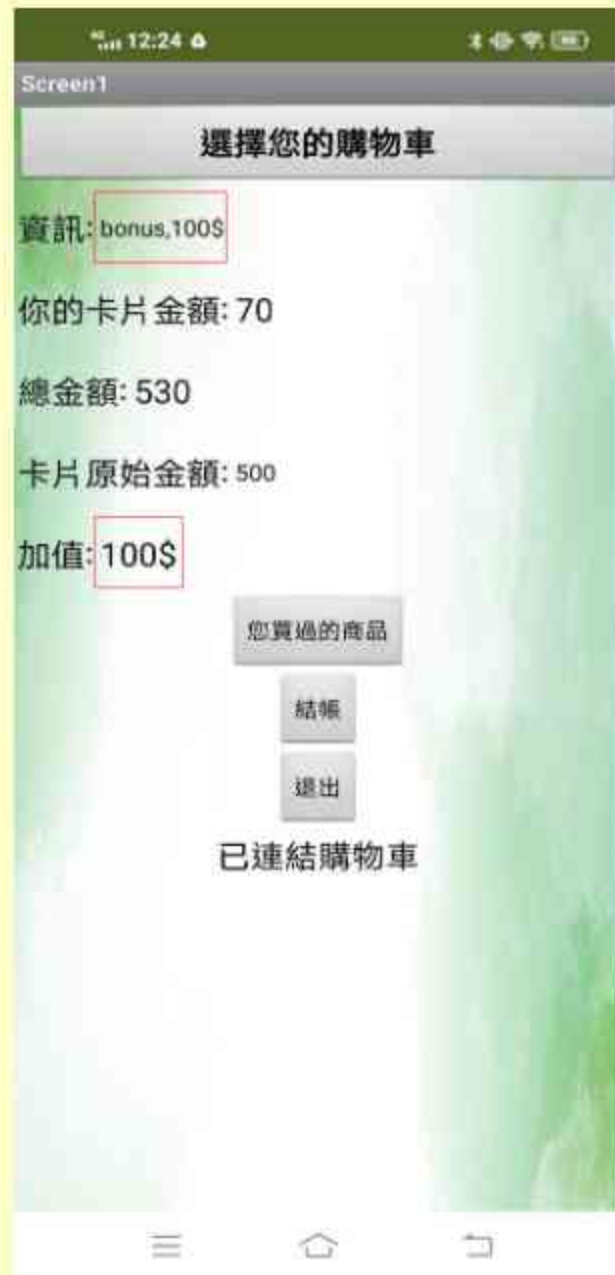 12:24
Screen1
選擇您的購物車
資訊: bonus,100$
你的卡片金額: 70
總金額: 530
卡片原始金額: 500
加值: 100$
您買過的商品
結帳
退出
已連結購物車